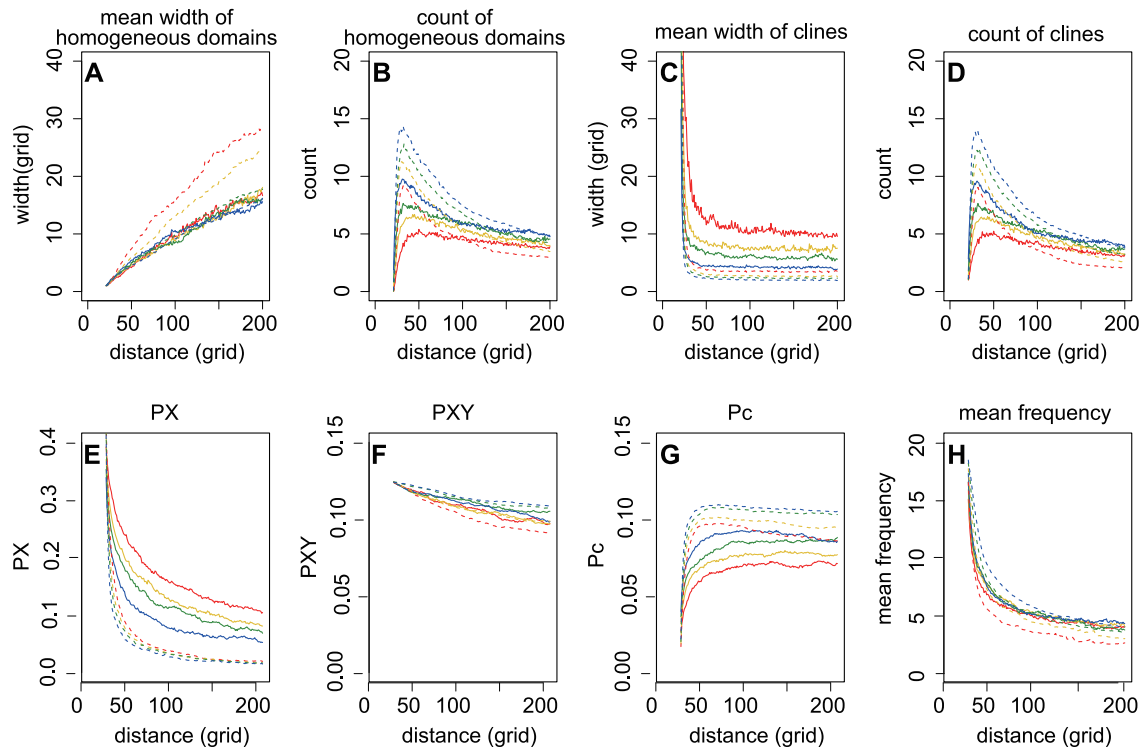 mean width of
homogeneous domains
A
width(grid)
0 10 20 30 40
0 50 100 200
distance (grid)
count of
homogeneous domains
B
count
0 5 10 15 20
0 50 100 200
distance (grid)
mean width of clines
C
width (grid)
0 10 20 30 40
0 50 100 200
distance (grid)
count of clines
D
count
0 5 10 15 20
0 50 100 200
distance (grid)
PX
E
PX
0.0 0.1 0.2 0.3 0.4
0 50 100 200
distance (grid)
PXY
F
PXY
0.00 0.05 0.10 0.15
0 50 100 200
distance (grid)
Pc
G
Pc
0.00 0.05 0.10 0.15
0 50 100 200
distance (grid)
mean frequency
H
mean frequency
0 5 10 15 20
0 50 100 200
distance (grid)